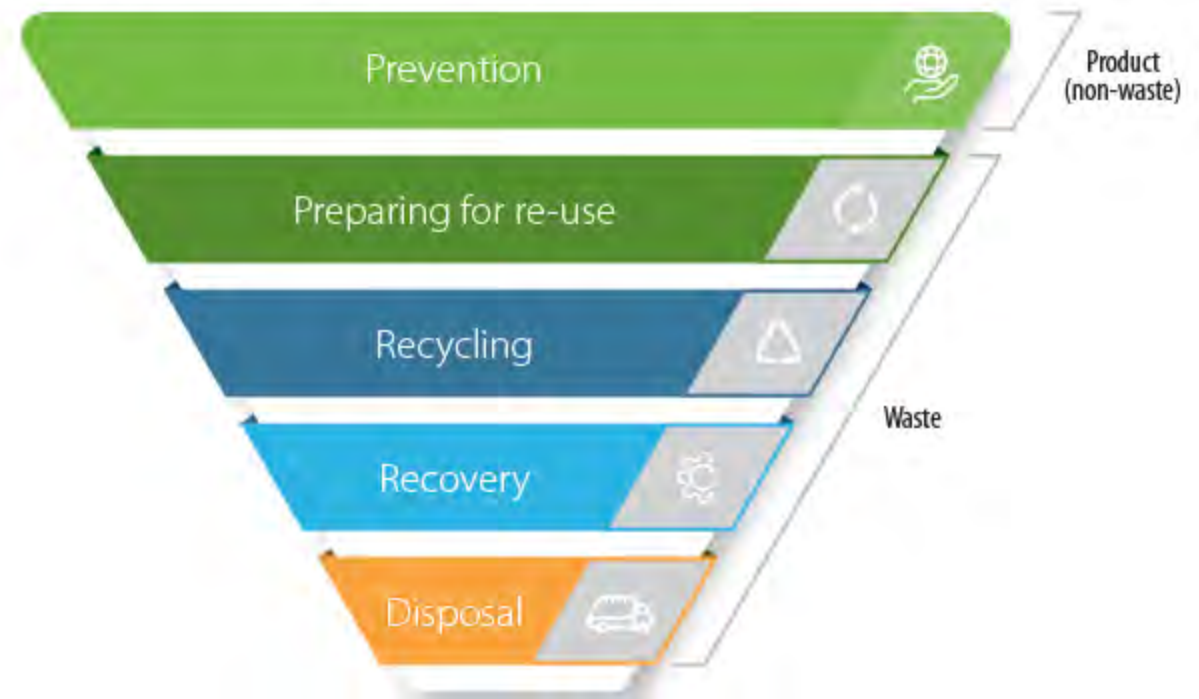 Prevention
Product
(non-waste)
Preparing for re-use
Recycling
Waste
Recovery
Disposal